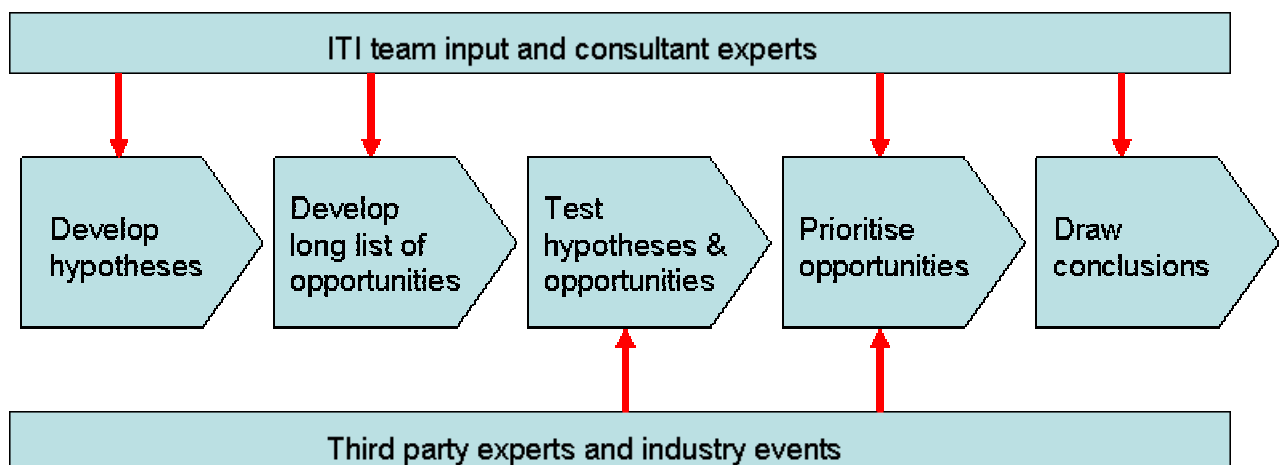 ITI team input and consultant experts
Develop
hypotheses
Develop
long list of
opportunities
Test
hypotheses &
opportunities
Prioritise
opportunities
Draw
conclusions
Third party experts and industry events